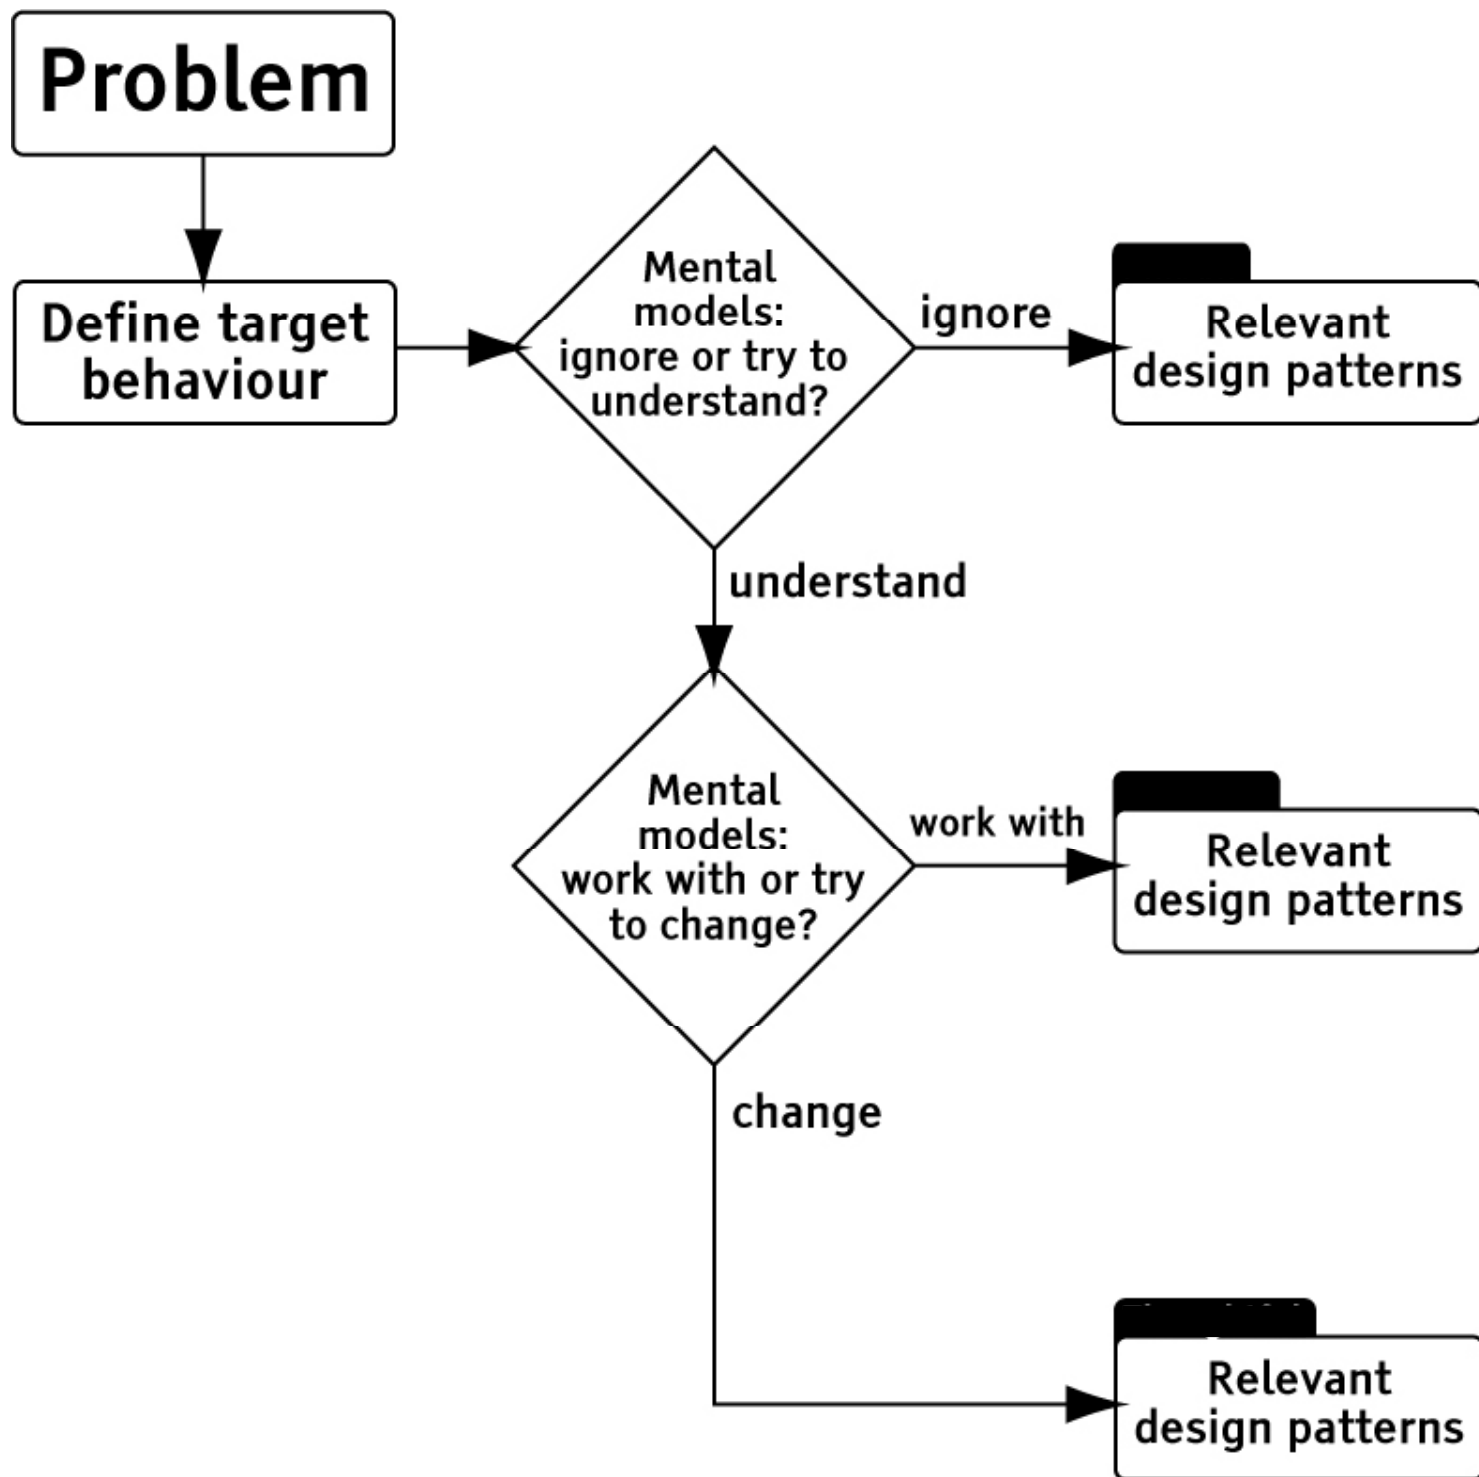 Problem
Define target
behaviour
Mental
models:
ignore or try to
understand?
ignore
Relevant
design patterns
understand
Mental
models:
work with or try
to change?
work with
Relevant
design patterns
change
Relevant
design patterns